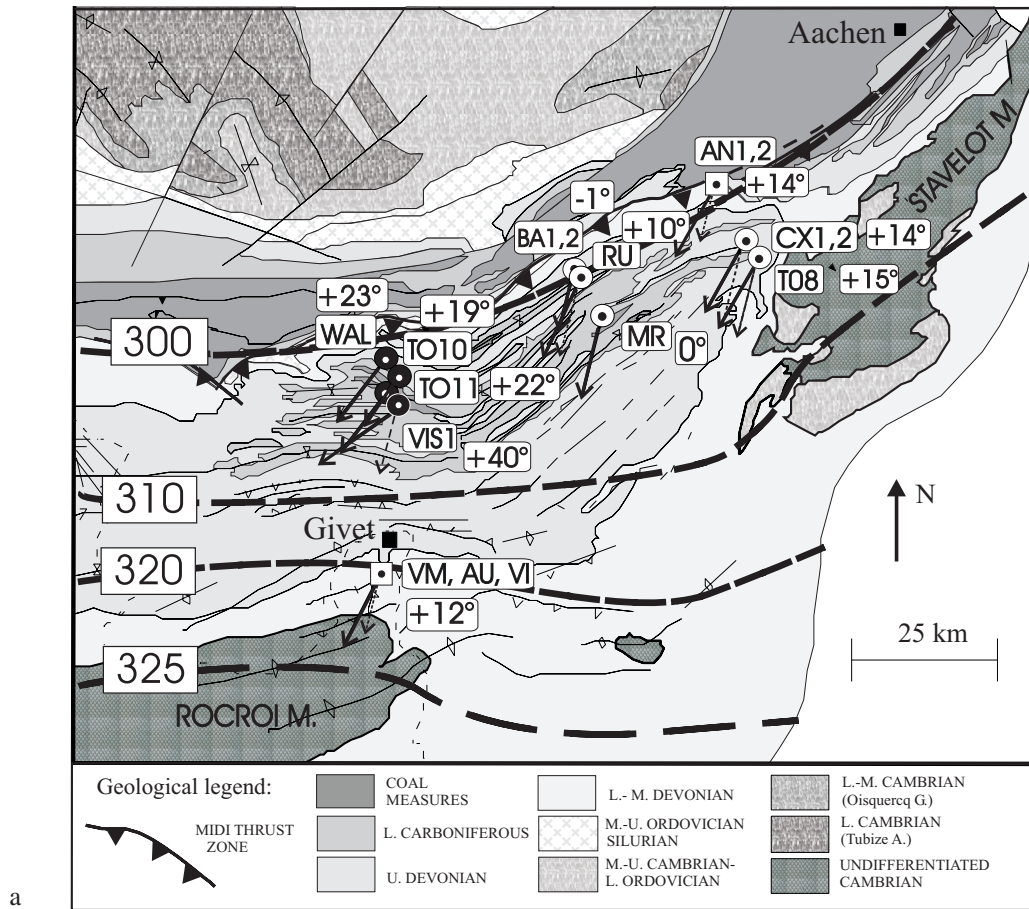 Aachen
AN1,2
+14°
STAVELOT M.
-1°
+10°
BA1,2
RU
CX1,2
+14°
TO8
+15°
+23°
+19°
300
WAL
TO10
MR
0°
TO11
+22°
VIS1
+40°
N
310
Givet
320
VM, AU, VI
+12°
25 km
325
ROCROI M.
Geological legend:
MIDI THRUST
ZONE
COAL
MEASURES
L. CARBONIFEROUS
U. DEVONIAN
L.- M. DEVONIAN
M.-U. ORDOVICIAN
SILURIAN
M.-U. CAMBRIAN-
L. ORDOVICIAN
L.-M. CAMBRIAN
(Oisquercq G.)
L. CAMBRIAN
(Tubize A.)
UNDIFFERENTIATED
CAMBRIAN
a